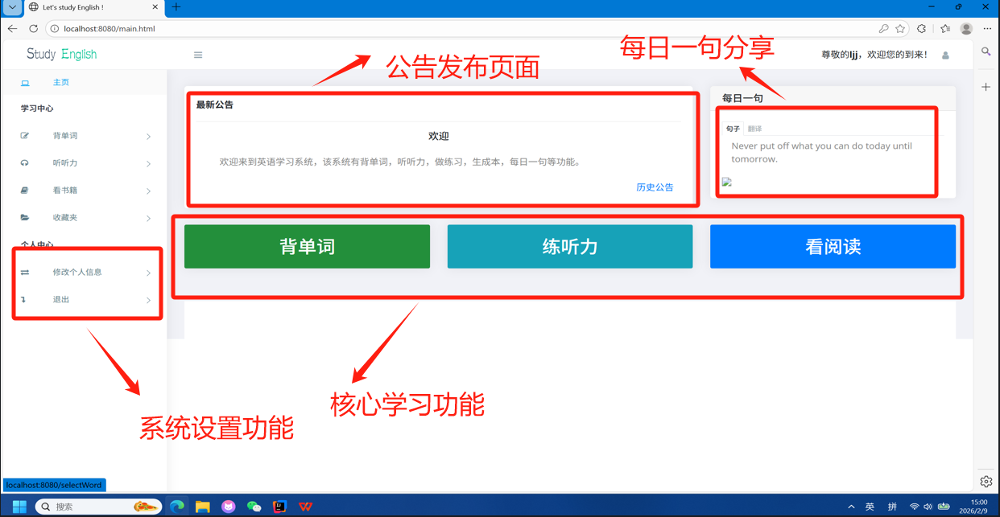 Let's study English !
localhost:8080/main.html
Study English
尊敬的ljj，欢迎您的到来！
每日一句分享
公告发布页面
主页
学习中心
背单词
听听力
看书籍
收藏夹
个人中心
修改个人信息
退出
最新公告
欢迎
欢迎来到英语学习系统，该系统有背单词，听听力，做练习，生成本，每日一句等功能。
历史公告
每日一句
句子 翻译
Never put off what you can do today until
tomorrow.
背单词
练听力
看阅读
核心学习功能
系统设置功能
localhost:8080/selectWord
搜索
英
拼
15:00
2026/2/9